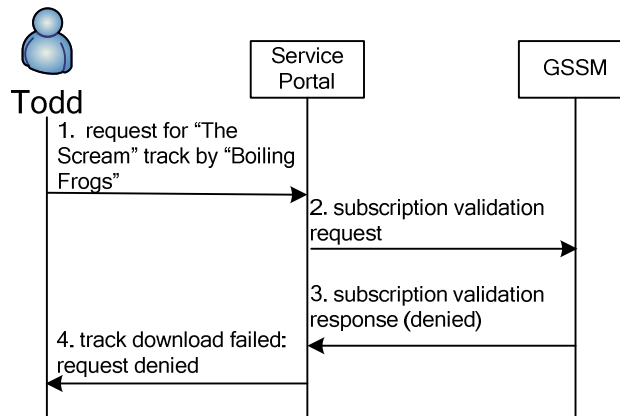 Service
Portal
GSSM
Todd
1. request for “The
Scream” track by “Boiling
Frogs”
2. subscription validation
request
3. subscription validation
response (denied)
4. track download failed:
request denied